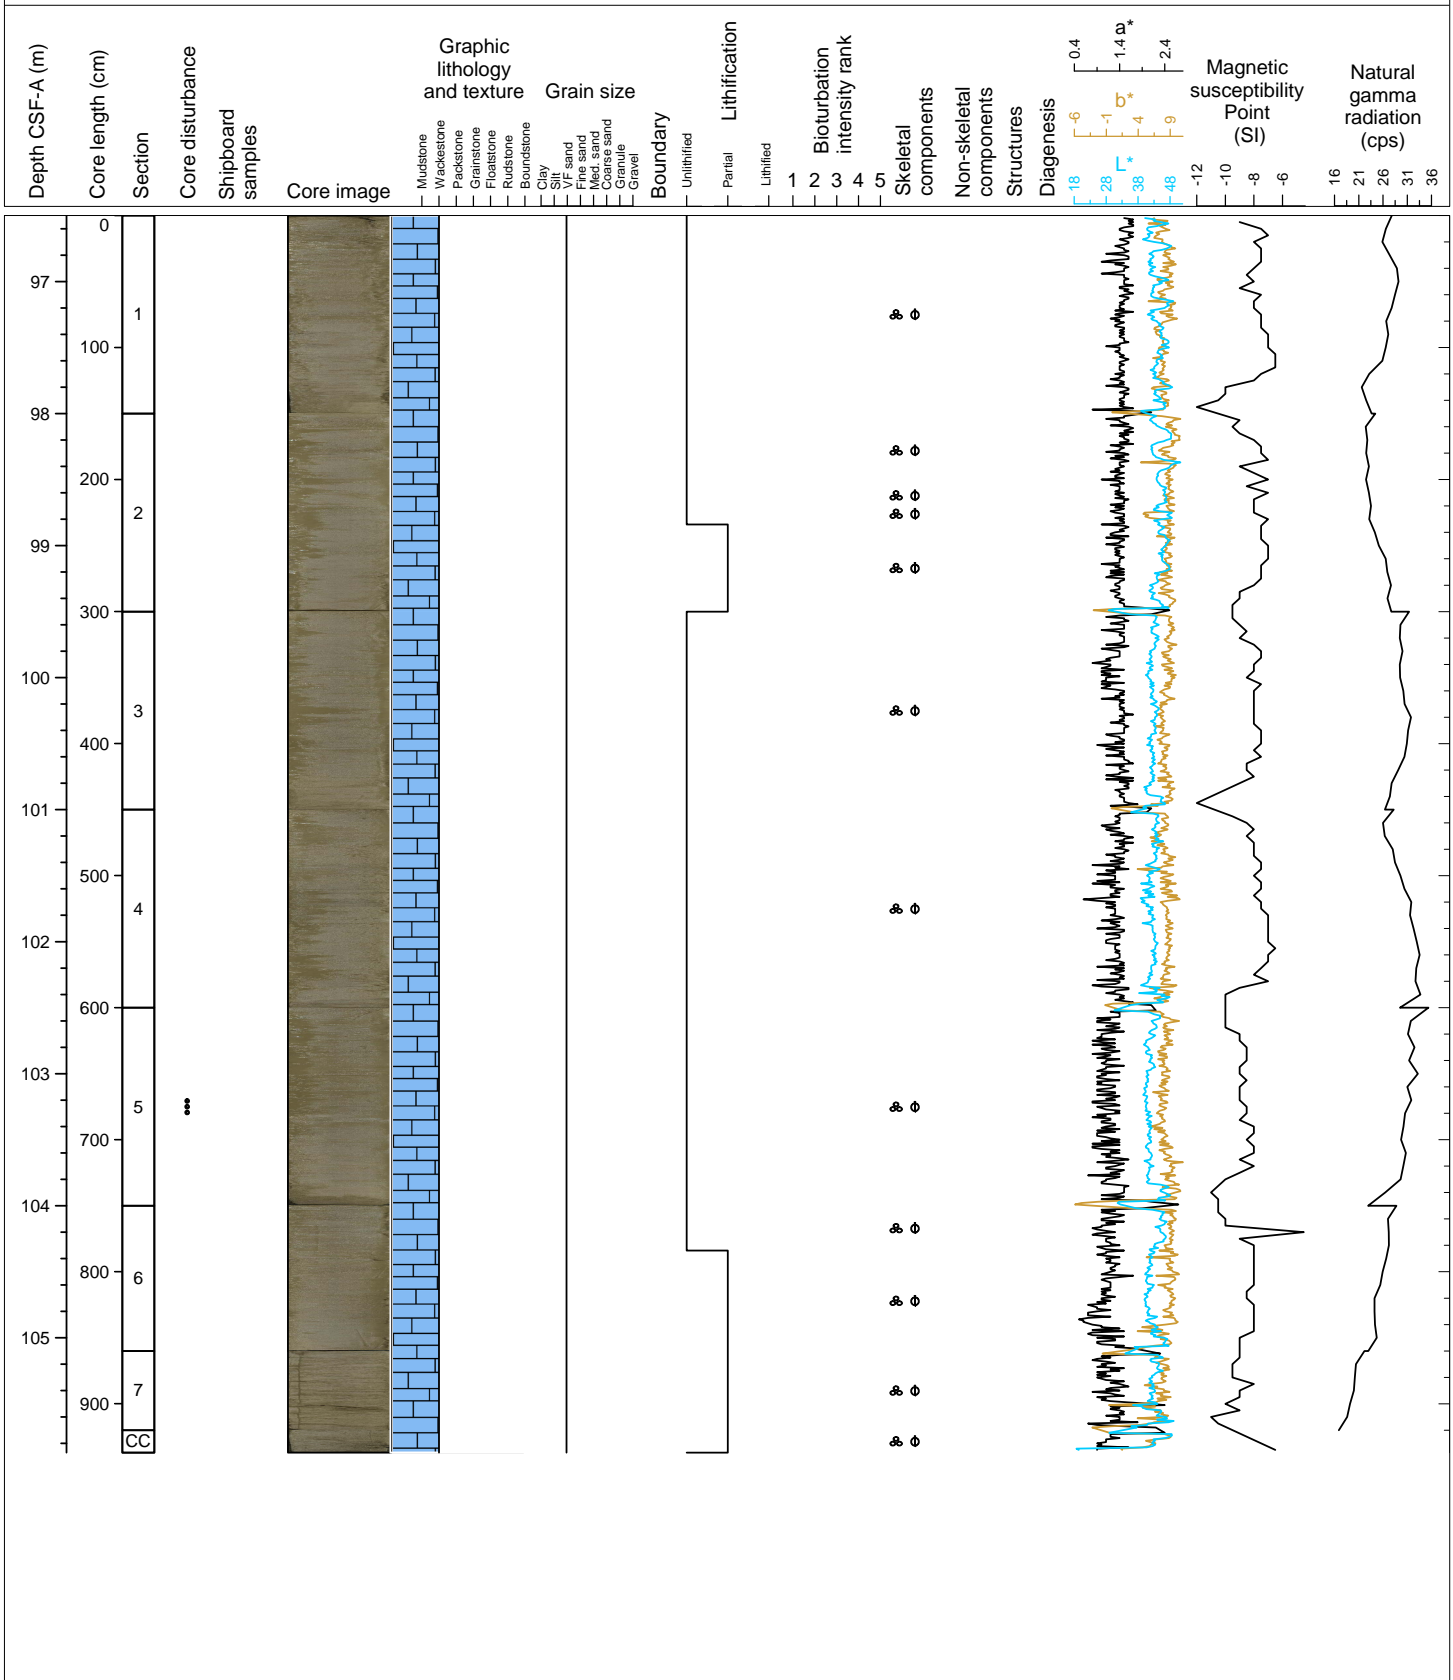 Depth CSF-A (m)
Core length (cm)
Section
Core disturbance
Shipboard
samples
Core image
Graphic
lithology
and texture
Mudstone
Wackestone
Packstone
Grainstone
Floatstone
Rudstone
Boundstone
Grain size
Clay
Silt
VF sand
Fine sand
Med. sand
Coarse sand
Granule
Gravel
Boundary
Lithification
Unlithified
Partial
Lithified
Bioturbation
intensity rank
1 2 3 4 5
Skeletal
components
Non-skeletal
components
Structures
Diagenesis
a*
0.4 1.4 2.4
b*
-6 -1 4 9
L*
18 28 38 48
Magnetic
susceptibility
Point
(SI)
-12 -10 -8 -6
Natural
gamma
radiation
(cps)
16 21 26 31 36
0
97
1
100
98
200
2
99
300
100
3
400
101
500
4
102
600
103
5
700
104
800
6
105
7
900
CC